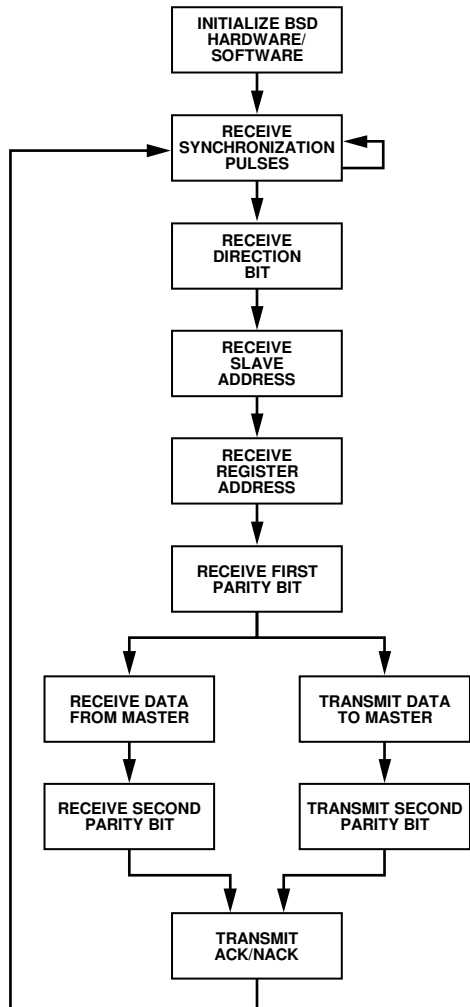 INITIALIZE BSD
HARDWARE/
SOFTWARE
RECEIVE
SYNCHRONIZATION
PULSES
RECEIVE
DIRECTION
BIT
RECEIVE
SLAVE
ADDRESS
RECEIVE
REGISTER
ADDRESS
RECEIVE FIRST
PARITY BIT
RECEIVE DATA
FROM MASTER
TRANSMIT DATA
TO MASTER
RECEIVE SECOND
PARITY BIT
TRANSMIT SECOND
PARITY BIT
TRANSMIT
ACK/NACK